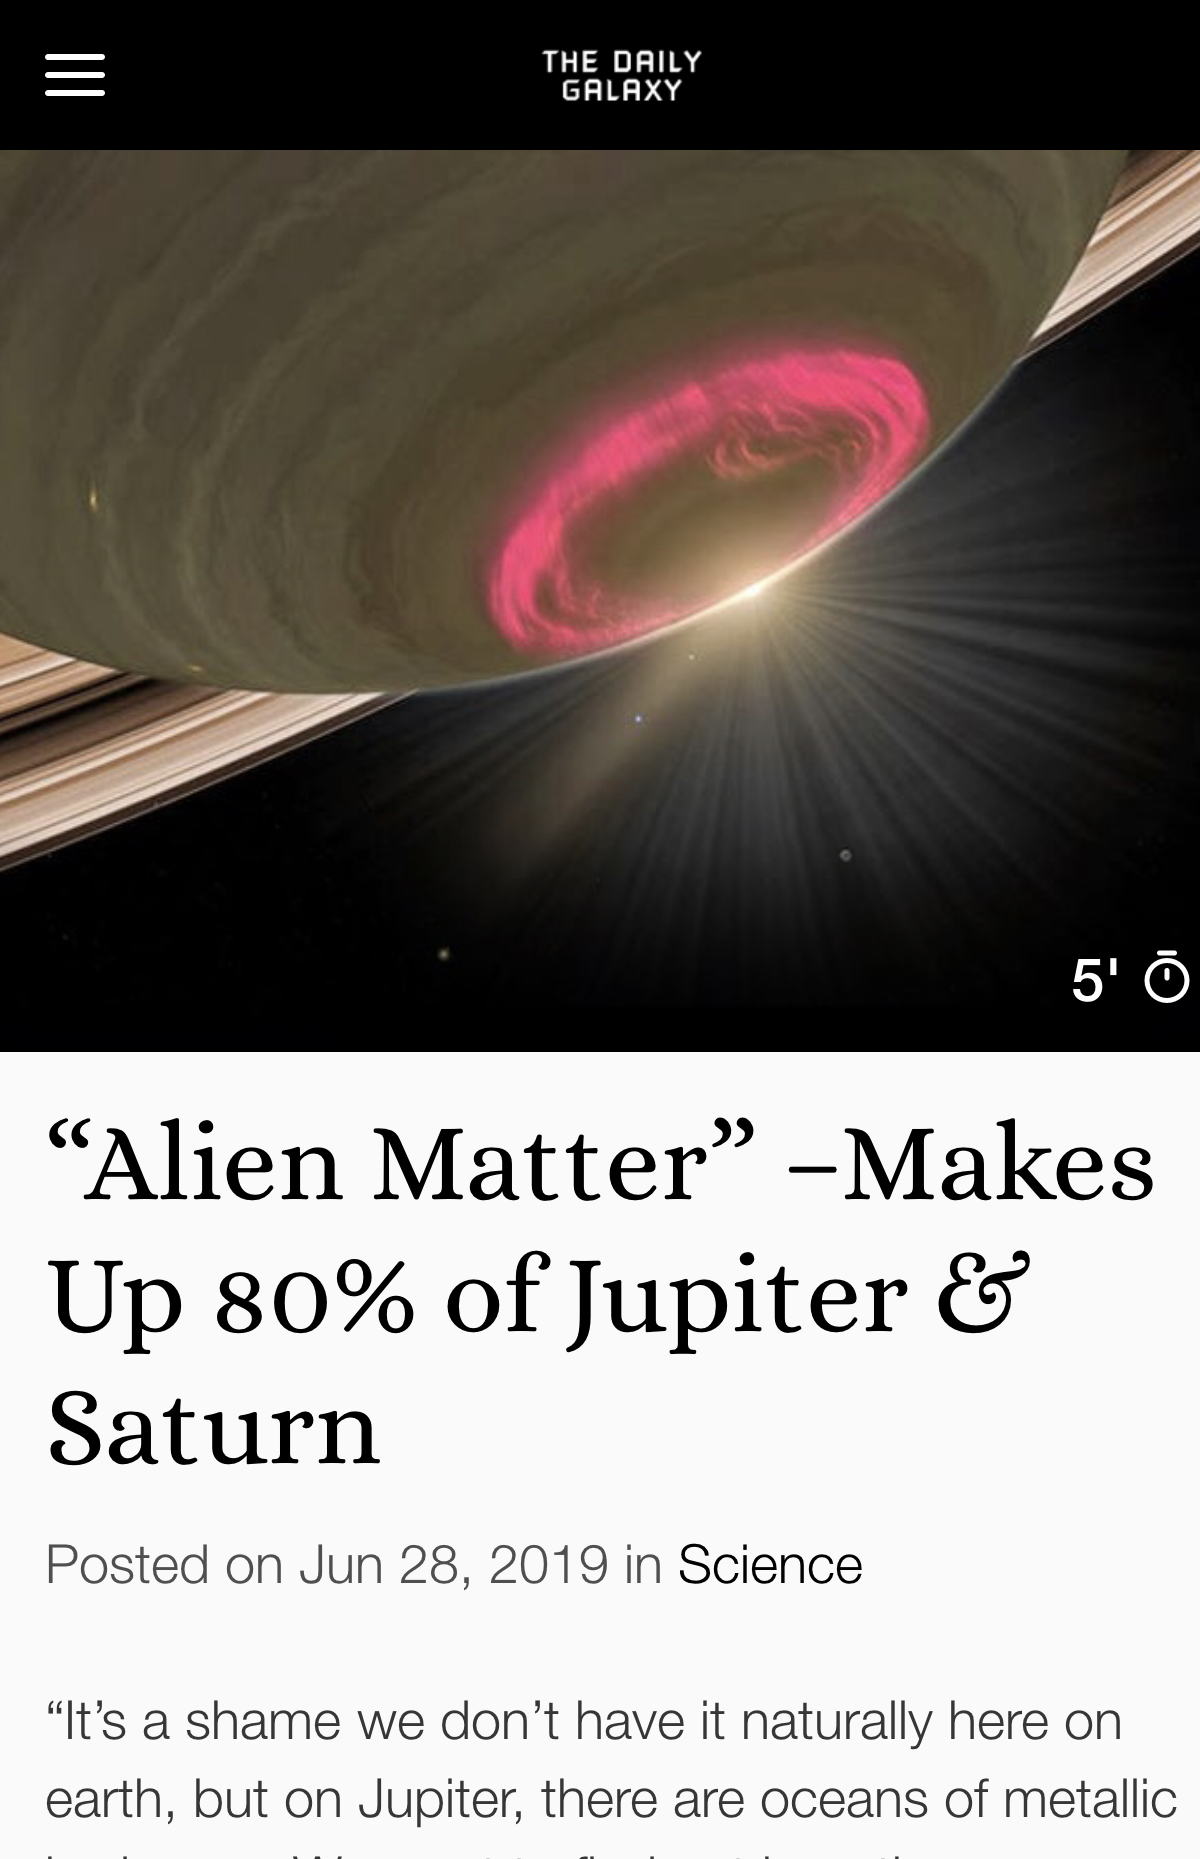 THE DAILY
GALAXY
5'
“Alien Matter” –Makes
Up 80% of Jupiter &
Saturn
Posted on Jun 28, 2019 in Science
“It’s a shame we don’t have it naturally here on
earth, but on Jupiter, there are oceans of metallic